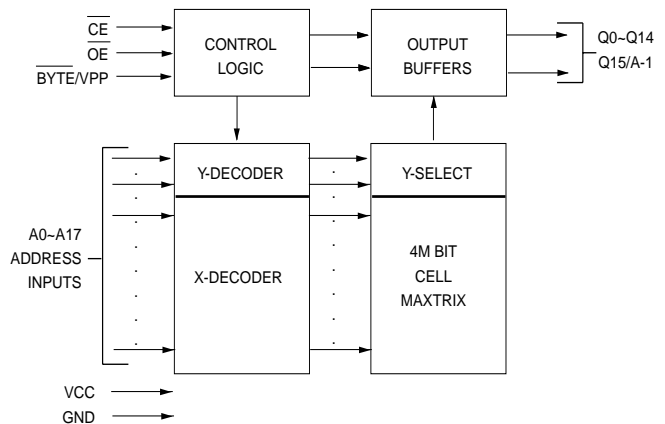 CE
OE
BYTE/VPP
CONTROL
LOGIC
OUTPUT
BUFFERS
Q0~Q14
Q15/A-1
A0~A17
ADDRESS
INPUTS
Y-DECODER
X-DECODER
Y-SELECT
4M BIT
CELL
MAXTRIX
VCC
GND